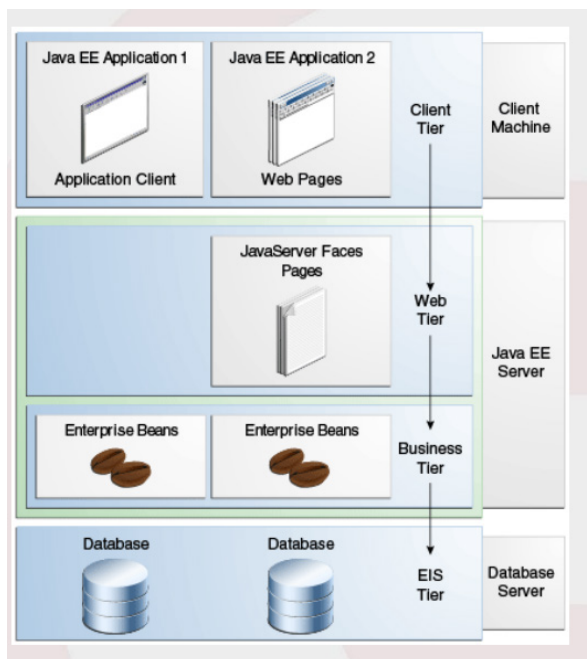 Java EE Application 1
Java EE Application 2
Application Client
Web Pages
Client
Tier
Client
Machine
JavaServer Faces
Pages
Web
Tier
Java EE
Server
Enterprise Beans
Enterprise Beans
Business
Tier
Database
Database
EIS
Tier
Database
Server